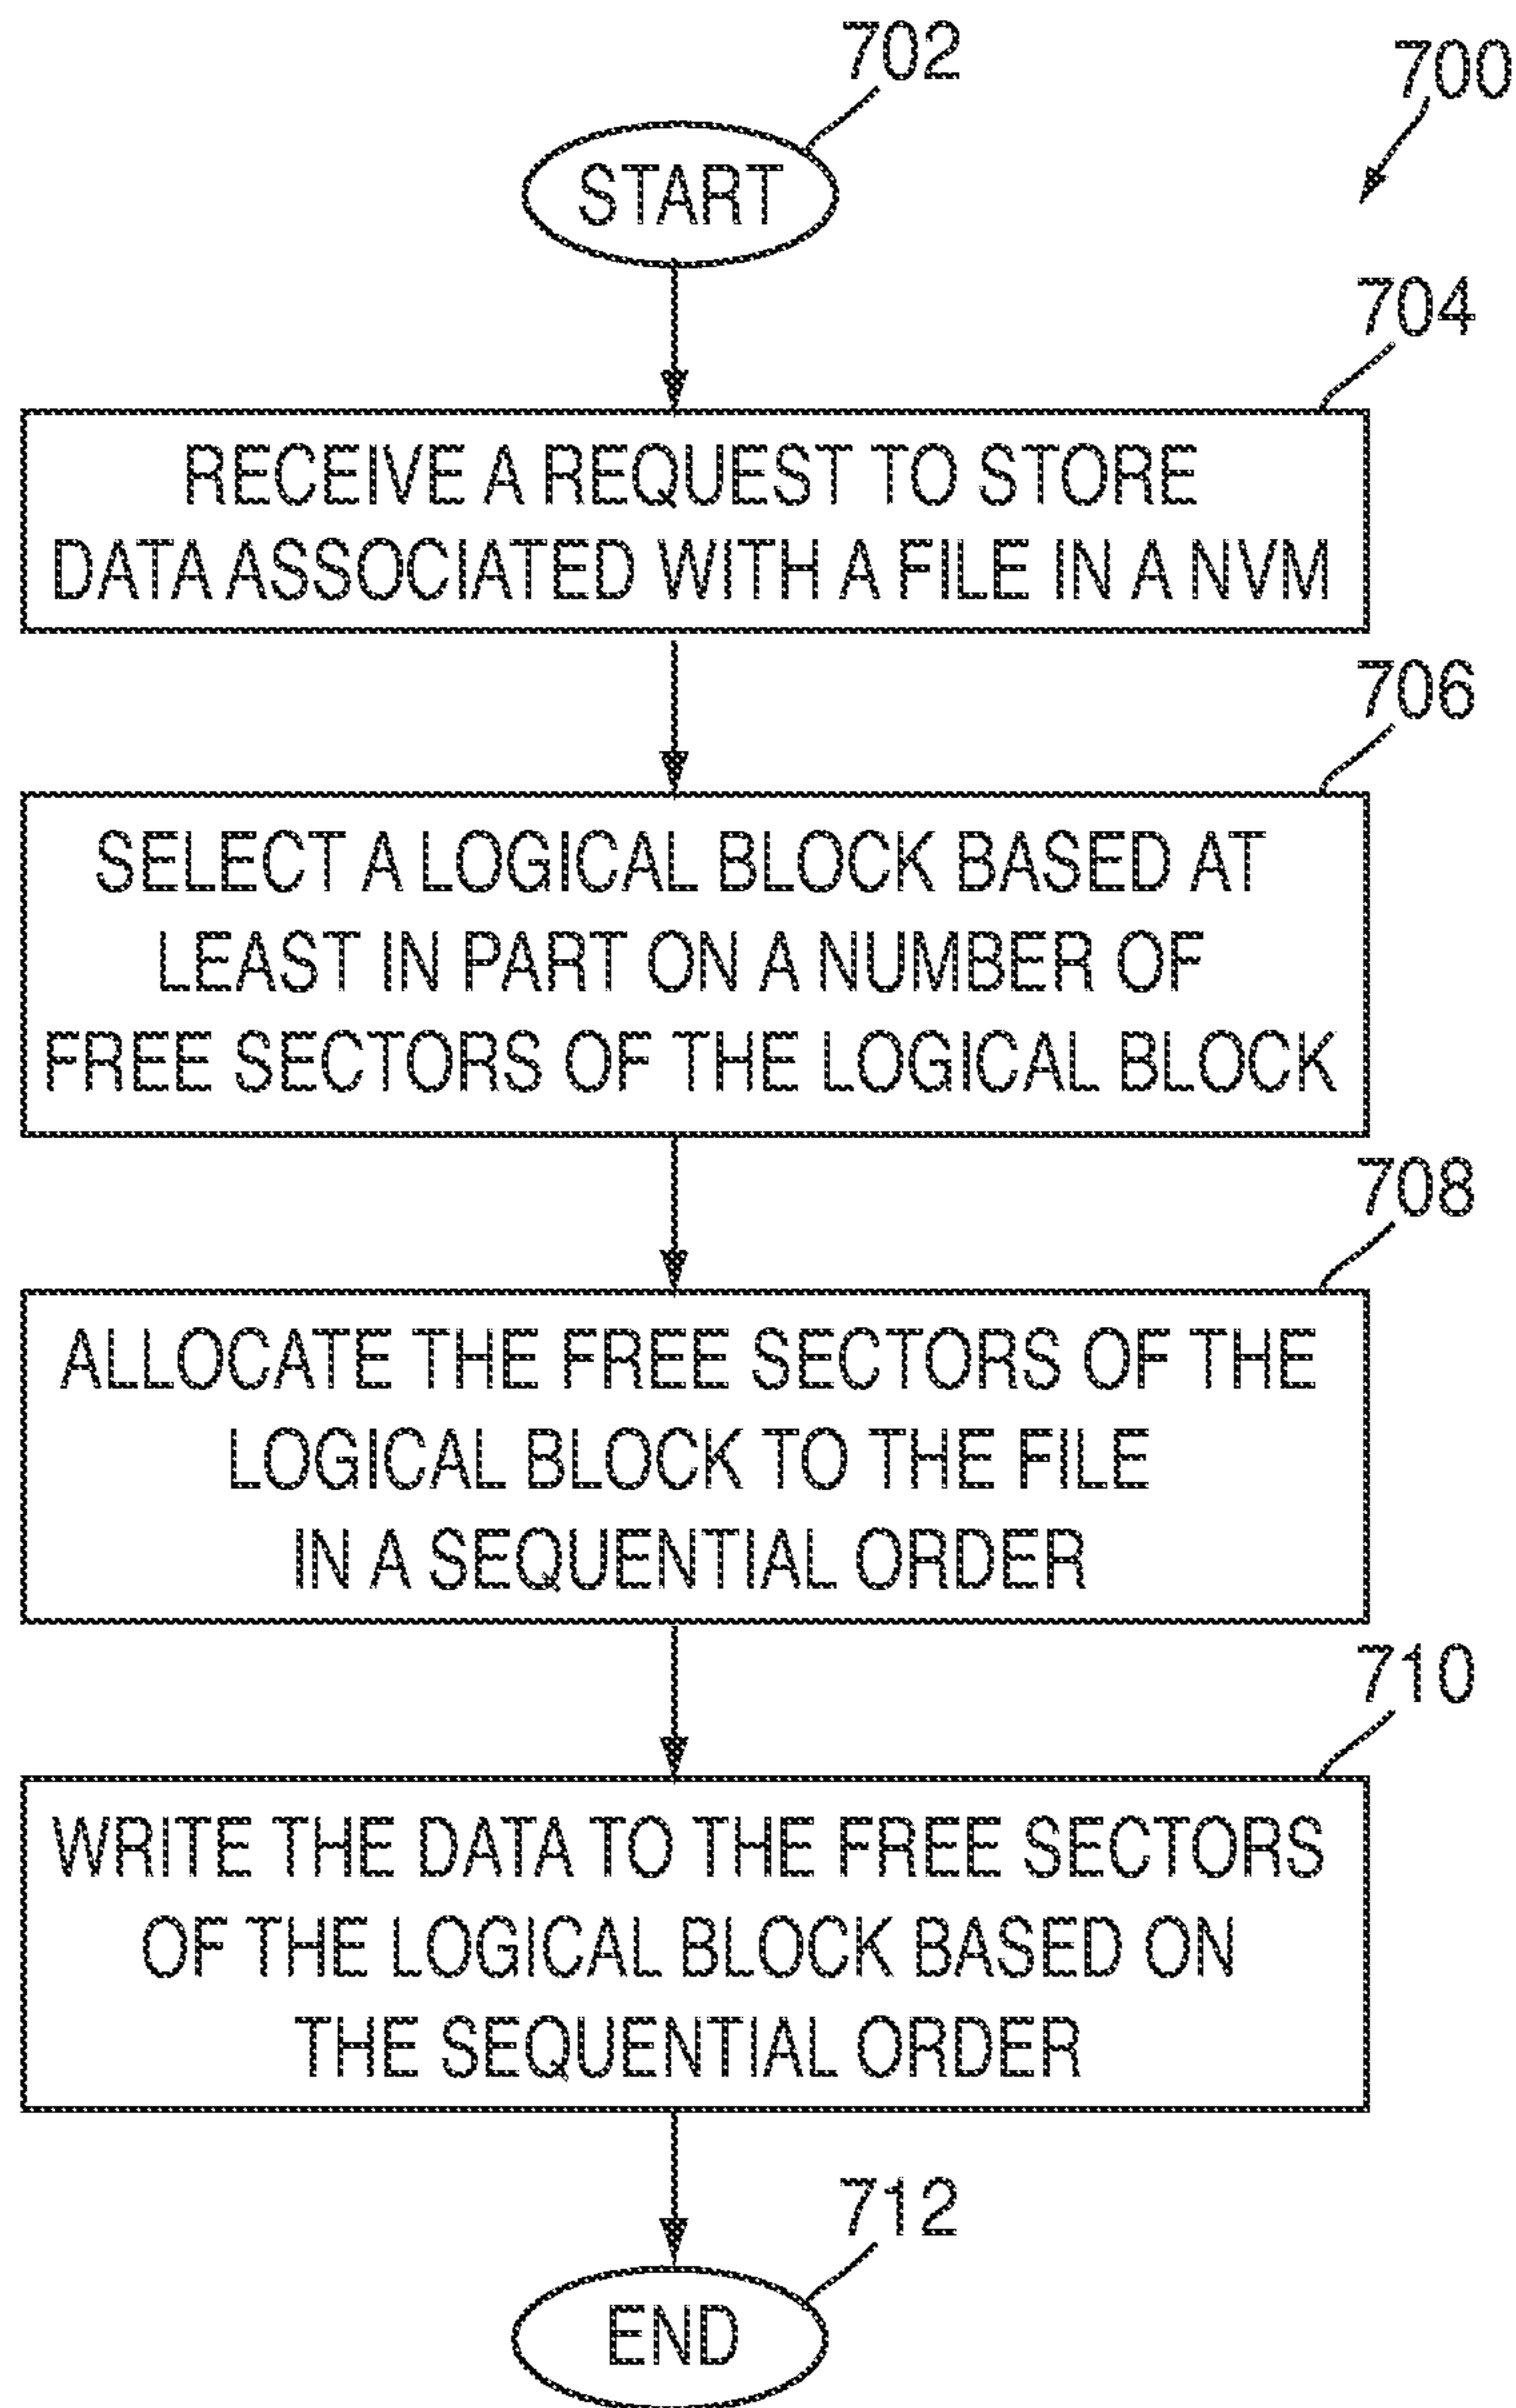 702
700
START
704
RECEIVE A REQUEST TO STORE
DATA ASSOCIATED WITH A FILE IN A NVM
706
SELECT A LOGICAL BLOCK BASED AT
LEAST IN PART ON A NUMBER OF
FREE SECTORS OF THE LOGICAL BLOCK
708
ALLOCATE THE FREE SECTORS OF THE
LOGICAL BLOCK TO THE FILE
IN A SEQUENTIAL ORDER
710
WRITE THE DATA TO THE FREE SECTORS
OF THE LOGICAL BLOCK BASED ON
THE SEQUENTIAL ORDER
712
END